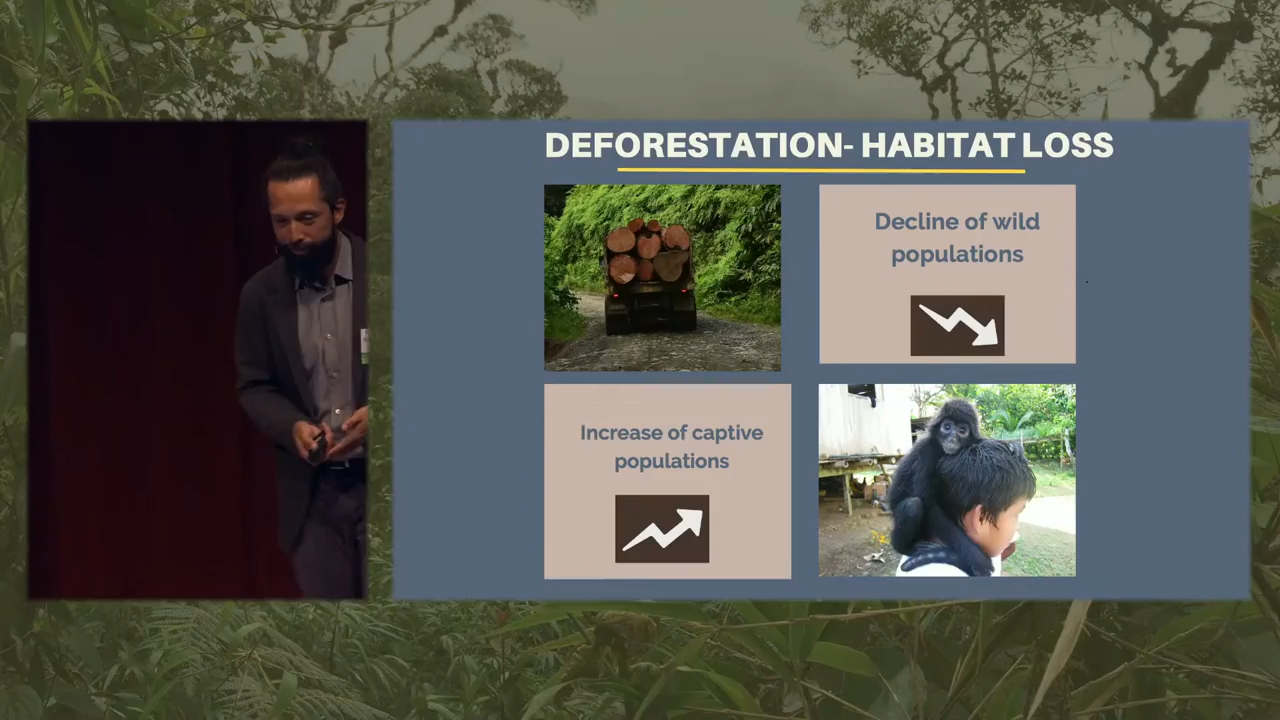 DEFORESTATION- HABITAT LOSS
Decline of wild
populations
Increase of captive
populations